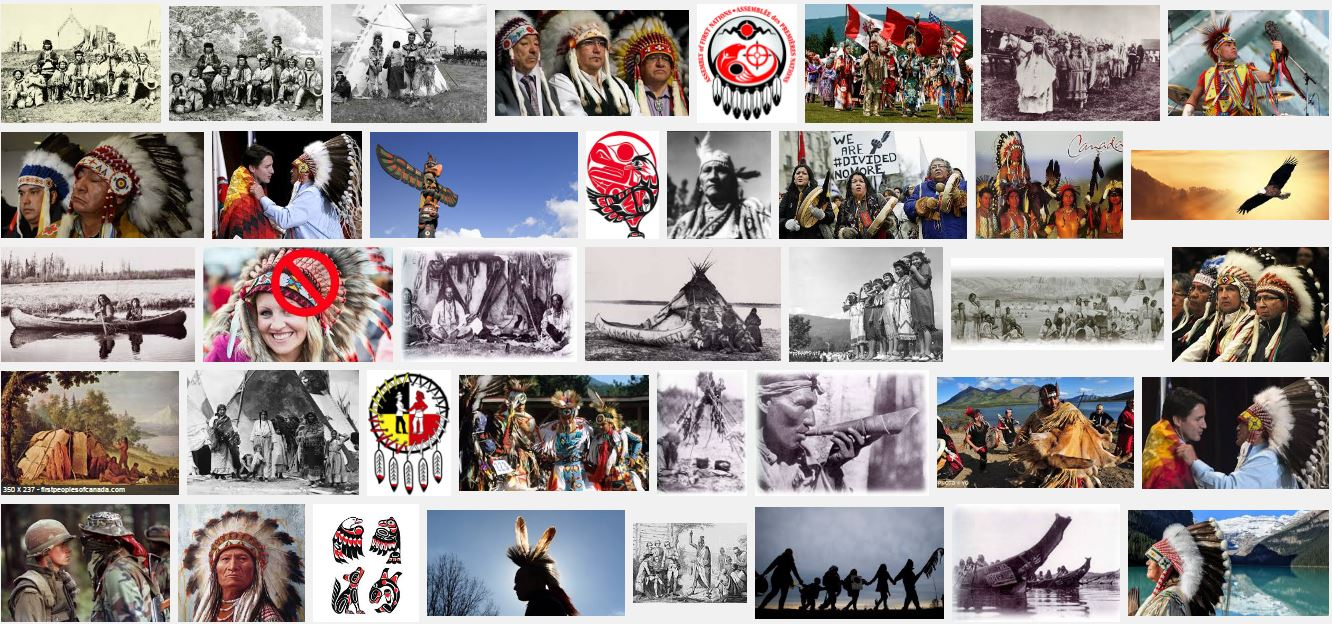 ASSEMBLY of FIRST NATIONS • ASSEMBLÉE des PREMIÈRES NATIONS
WE ARE
#DIVIDED
NO MORE
Canada
350 X 237 - firstpeoplesofcanada.com